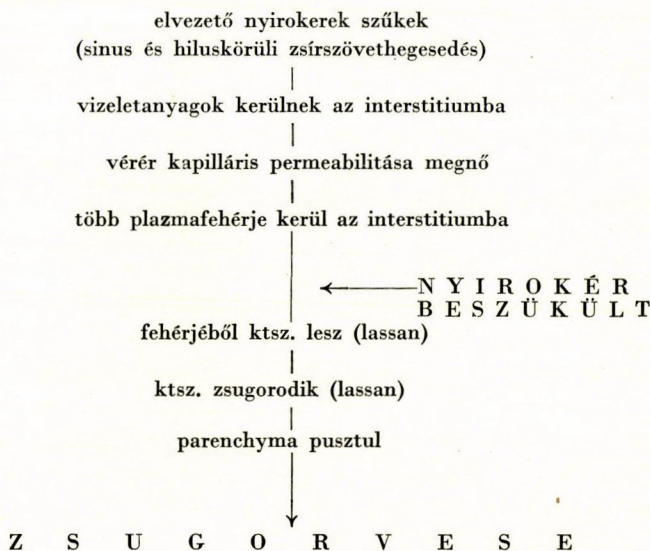 elvezető nyirokerek szűkek
(sinus és hiluskörüli zsírszövethegesedés)
vizeletanyagok kerülnek az interstitiumba
vérér kapilláris permeabilitása megnő
több plazmafehérje kerül az interstitiumba
NYIROKÉR
BESZÜKÜLT
fehérjéből ktsz. lesz (lassan)
ktsz. zsugorodik (lassan)
parenchyma pusztul
ZSUGORVESE